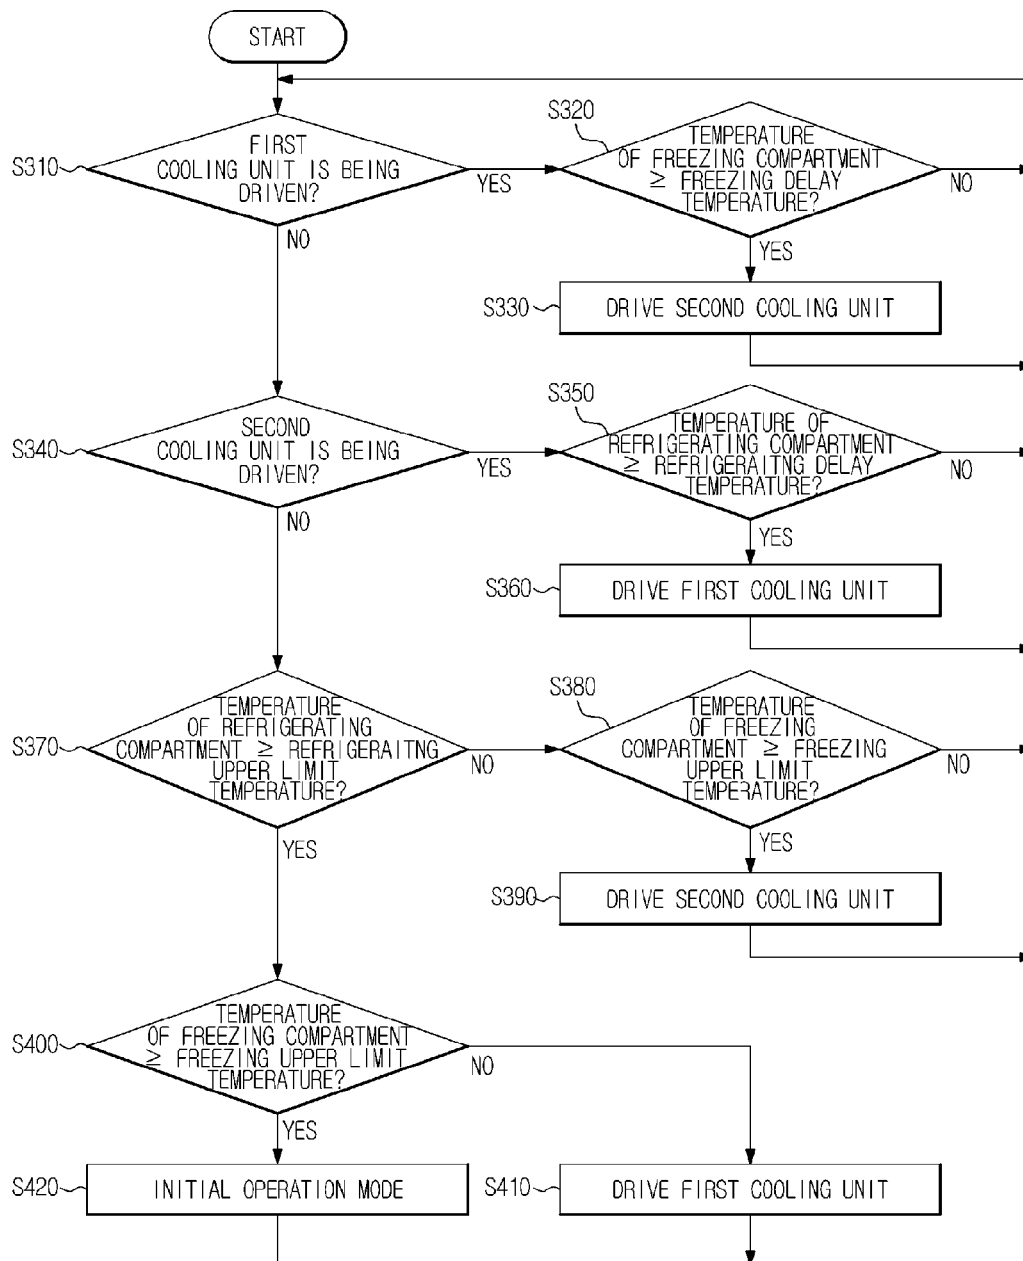 START
S310
FIRST
COOLING UNIT IS BEING
DRIVEN?
YES
NO
S320
TEMPERATURE
OF FREEZING COMPARTMENT
≥ FREEZING DELAY
TEMPERATURE?
NO
YES
S330
DRIVE SECOND COOLING UNIT
S340
SECOND
COOLING UNIT IS BEING
DRIVEN?
YES
NO
S350
TEMPERATURE OF
REFRIGERATING COMPARTMENT
≥ REFRIGERAITNG DELAY
TEMPERATURE?
NO
YES
S360
DRIVE FIRST COOLING UNIT
S370
TEMPERATURE
OF REFRIGERATING
COMPARTMENT ≥ REFRIGERAITNG
UPPER LIMIT
TEMPERATURE?
NO
YES
S380
TEMPERATURE
OF FREEZING
COMPARTMENT ≥ FREEZING
UPPER LIMIT
TEMPERATURE?
NO
YES
S390
DRIVE SECOND COOLING UNIT
S400
TEMPERATURE
OF FREEZING COMPARTMENT
≥ FREEZING UPPER LIMIT
TEMPERATURE?
NO
YES
S420
INITIAL OPERATION MODE
S410
DRIVE FIRST COOLING UNIT